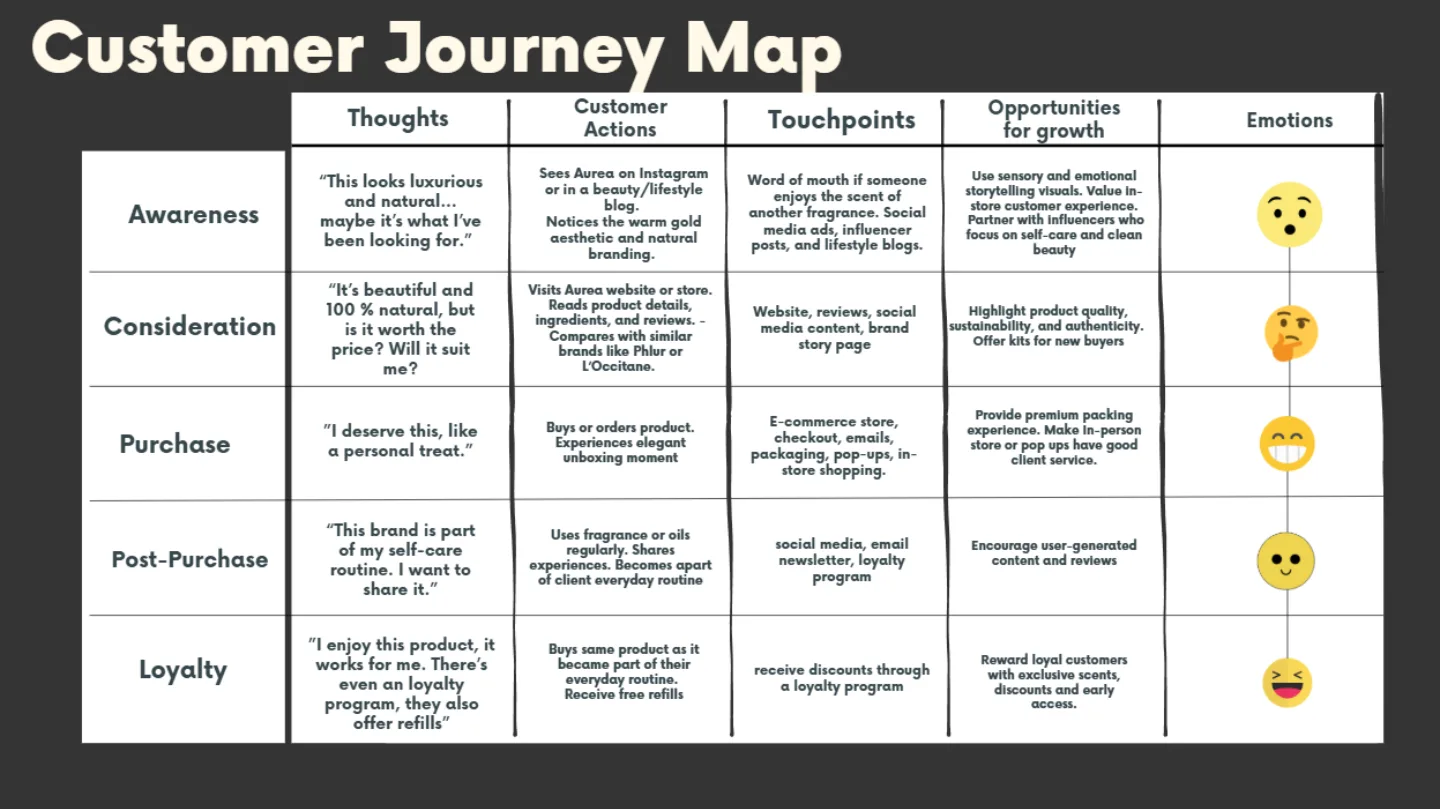 Customer Journey Map
Thoughts
Customer
Actions
Touchpoints
Opportunities
for growth
Emotions
Awareness
“This looks luxurious
and natural...
maybe it’s what I’ve
been looking for.”
Sees Aurea on Instagram
or in a beauty/lifestyle
blog.
Notices the warm gold
aesthetic and natural
branding.
Word of mouth if someone
enjoys the scent of
another fragrance. Social
media ads, influencer
posts, and lifestyle blogs.
Use sensory and emotional
storytelling visuals. Value in-
store customer experience.
Partner with influencers who
focus on self-care and clean
beauty
Consideration
“It’s beautiful and
100 % natural, but
is it worth the
price? Will it suit
me?
Visits Aurea website or store.
Reads product details,
ingredients, and reviews. -
Compares with similar
brands like Phlur or
L’Occitane.
Website, reviews, social
media content, brand
story page
Highlight product quality,
sustainability, and authenticity.
Offer kits for new buyers
Purchase
”I deserve this, like
a personal treat.”
Buys or orders product.
Experiences elegant
unboxing moment
E-commerce store,
checkout, emails,
packaging, pop-ups, in-
store shopping.
Provide premium packing
experience. Make in-person
store or pop ups have good
client service.
Post-Purchase
“This brand is part
of my self-care
routine. I want to
share it.”
Uses fragrance or oils
regularly. Shares
experiences. Becomes apart
of client everyday routine
social media, email
newsletter, loyalty
program
Encourage user-generated
content and reviews
Loyalty
”I enjoy this product, it
works for me. There’s
even an loyalty
program, they also
offer refills”
Buys same product as it
became part of their
everyday routine.
Receive free refills
receive discounts through
a loyalty program
Reward loyal customers
with exclusive scents,
discounts and early
access.